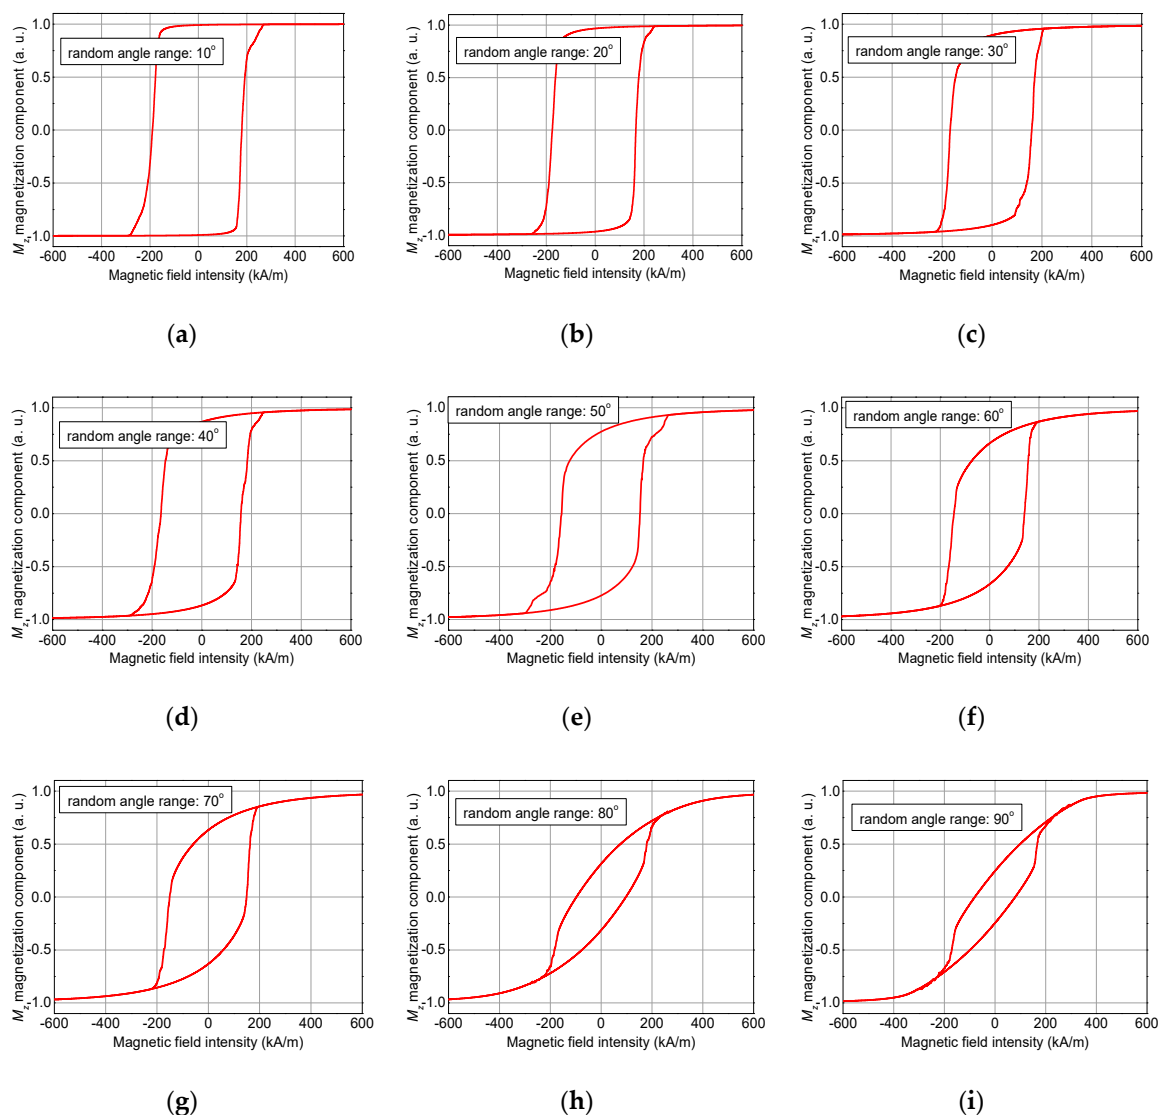 random angle range: 10°
M_z, magnetization component (a. u.)
1.0
0.5
0.0
-0.5
-1.0
-600 -400 -200 0 200 400 600
Magnetic field intensity (kA/m)
(a)
random angle range: 20°
M_z, magnetization component (a. u.)
1.0
0.5
0.0
-0.5
-1.0
-600 -400 -200 0 200 400 600
Magnetic field intensity (kA/m)
(b)
random angle range: 30°
M_z, magnetization component (a. u.)
1.0
0.5
0.0
-0.5
-1.0
-600 -400 -200 0 200 400 600
Magnetic field intensity (kA/m)
(c)
random angle range: 40°
M_z, magnetization component (a. u.)
1.0
0.5
0.0
-0.5
-1.0
-600 -400 -200 0 200 400 600
Magnetic field intensity (kA/m)
(d)
random angle range: 50°
M_z, magnetization component (a. u.)
1.0
0.5
0.0
-0.5
-1.0
-600 -400 -200 0 200 400 600
Magnetic field intensity (kA/m)
(e)
random angle range: 60°
M_z, magnetization component (a. u.)
1.0
0.5
0.0
-0.5
-1.0
-600 -400 -200 0 200 400 600
Magnetic field intensity (kA/m)
(f)
random angle range: 70°
M_z, magnetization component (a. u.)
1.0
0.5
0.0
-0.5
-1.0
-600 -400 -200 0 200 400 600
Magnetic field intensity (kA/m)
(g)
random angle range: 80°
M_z, magnetization component (a. u.)
1.0
0.5
0.0
-0.5
-1.0
-600 -400 -200 0 200 400 600
Magnetic field intensity (kA/m)
(h)
random angle range: 90°
M_z, magnetization component (a. u.)
1.0
0.5
0.0
-0.5
-1.0
-600 -400 -200 0 200 400 600
Magnetic field intensity (kA/m)
(i)